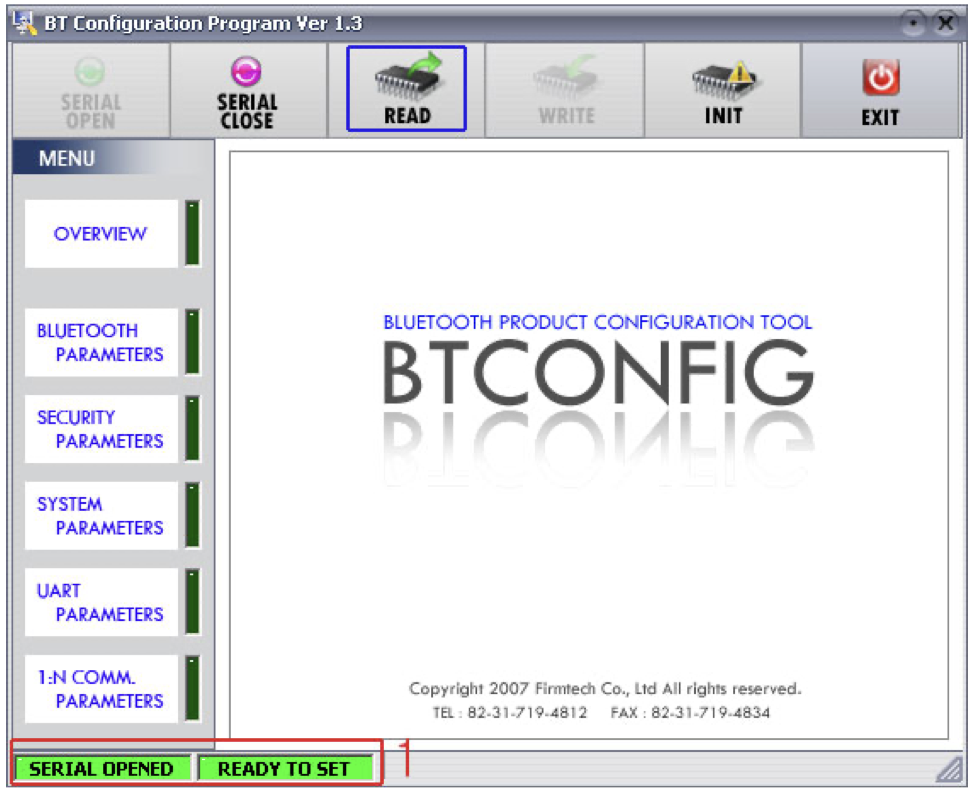 BT Configuration Program Ver 1.3
SERIAL
OPEN
SERIAL
CLOSE
READ
WRITE
INIT
EXIT
MENU
OVERVIEW
BLUETOOTH
PARAMETERS
SECURITY
PARAMETERS
SYSTEM
PARAMETERS
UART
PARAMETERS
1:N COMM.
PARAMETERS
BLUETOOTH PRODUCT CONFIGURATION TOOL
BTCONFIG
Copyright 2007 Firmtech Co., Ltd All rights reserved.
TEL : 82-31-719-4812 FAX : 82-31-719-4834
SERIAL OPENED
READY TO SET
1